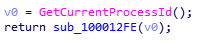 v0 = GetCurrentProcessId();
return sub_100012FE(v0);